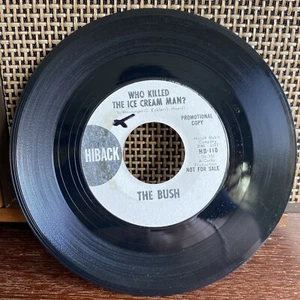 WHO KILLED
THE ICE CREAM MAN?
PROMOTIONAL
COPY
HIBACK
HB-110
NOT FOR SALE
THE BUSH